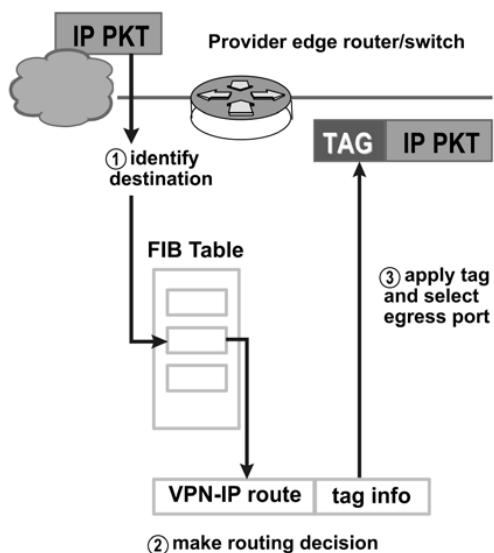 IP PKT
Provider edge router/switch
TAG IP PKT
① identify
destination
FIB Table
③ apply tag
and select
egress port
VPN-IP route tag info
② make routing decision